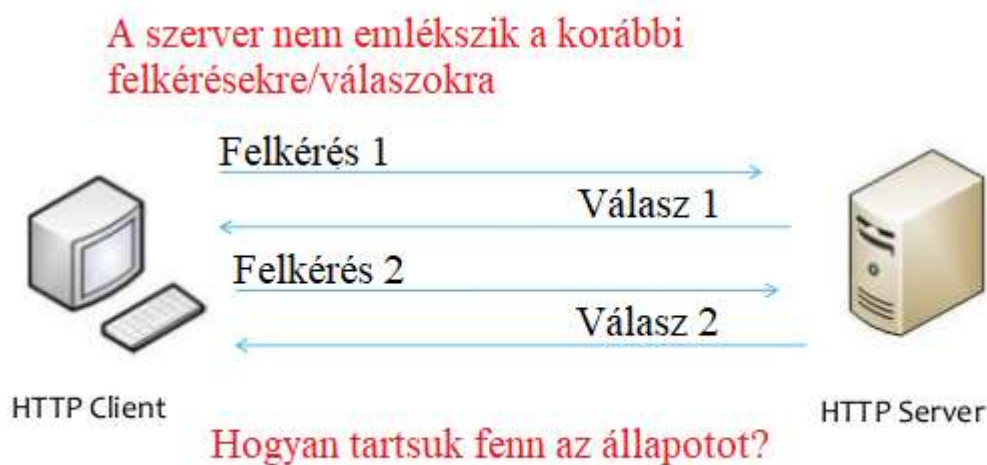 A szerver nem emlékszik a korábbi
felkérésekre/válaszokra
Felkérés 1
Válasz 1
Felkérés 2
Válasz 2
HTTP Client
HTTP Server
Hogyan tartsuk fenn az állapotot?